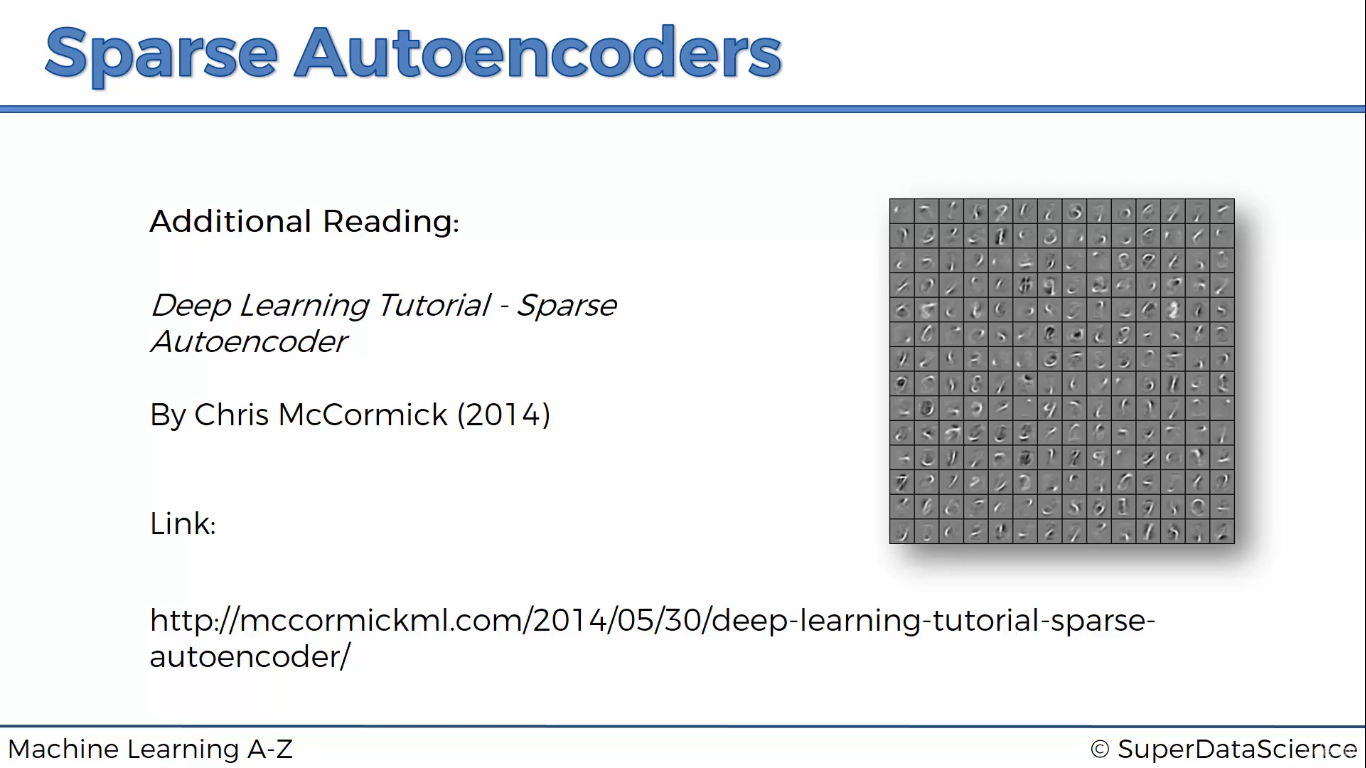 Sparse Autoencoders
Additional Reading:
Deep Learning Tutorial - Sparse
Autoencoder
By Chris McCormick (2014)
Link:
http://mccormickml.com/2014/05/30/deep-learning-tutorial-sparse-
autoencoder/
Machine Learning A-Z
© SuperDataScience